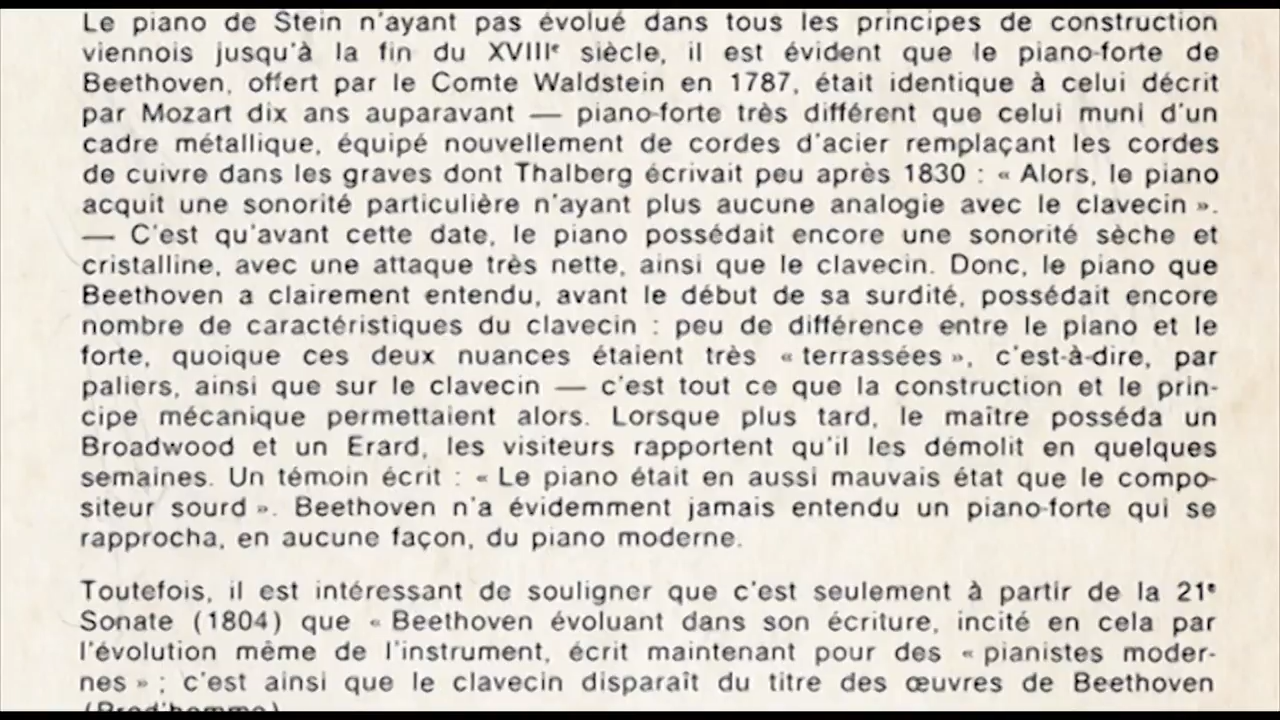 Le piano de Stein n'ayant pas évolué dans tous les principes de construction
viennois jusqu'à la fin du XVIIIe siècle, il est évident que le piano-forte de
Beethoven, offert par le Comte Waldstein en 1787, était identique à celui décrit
par Mozart dix ans auparavant — piano-forte très différent que celui muni d'un
cadre métallique, équipé nouvellement de cordes d'acier remplaçant les cordes
de cuivre dans les graves dont Thalberg écrivait peu après 1830 : « Alors, le piano
acquit une sonorité particulière n'ayant plus aucune analogie avec le clavecin ».
— C'est qu'avant cette date, le piano possédait encore une sonorité sèche et
cristalline, avec une attaque très nette, ainsi que le clavecin. Donc, le piano que
Beethoven a clairement entendu, avant le début de sa surdité, possédait encore
nombre de caractéristiques du clavecin : peu de différence entre le piano et le
forte, quoique ces deux nuances étaient très « terrassées », c'est-à-dire, par
paliers, ainsi que sur le clavecin — c'est tout ce que la construction et le prin-
cipe mécanique permettaient alors. Lorsque plus tard, le maître posséda un
Broadwood et un Erard, les visiteurs rapportent qu'il les démolit en quelques
semaines. Un témoin écrit : « Le piano était en aussi mauvais état que le compo-
siteur sourd ». Beethoven n'a évidemment jamais entendu un piano-forte qui se
rapprocha, en aucune façon, du piano moderne.
Toutefois, il est intéressant de souligner que c'est seulement à partir de la 21e
Sonate (1804) que « Beethoven évoluant dans son écriture, incité en cela par
l'évolution même de l'instrument, écrit maintenant pour des « pianistes moder-
nes » ; c'est ainsi que le clavecin disparaît du titre des œuvres de Beethoven
(Prod'homme)